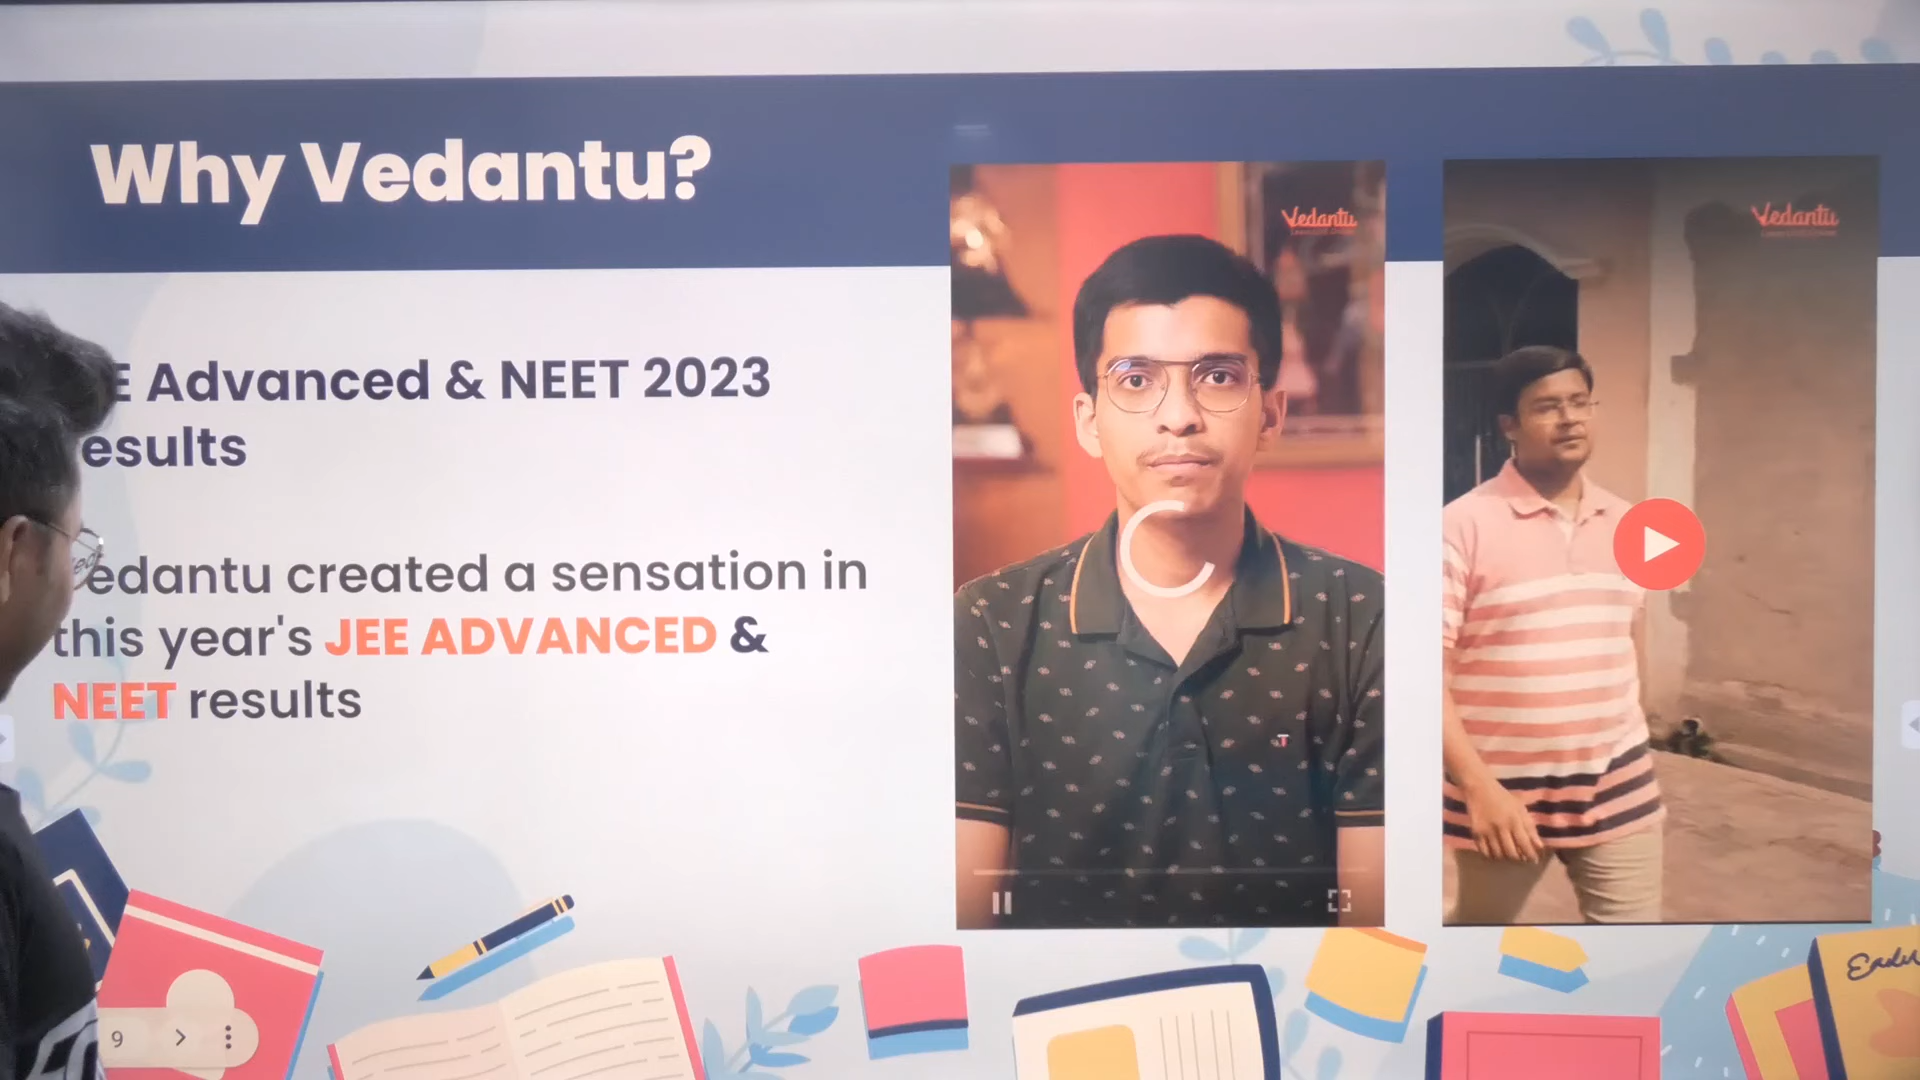 Why Vedantu?
Vedantu
Vedantu
E Advanced & NEET 2023
esults
edantu created a sensation in
this year's JEE ADVANCED &
NEET results
9